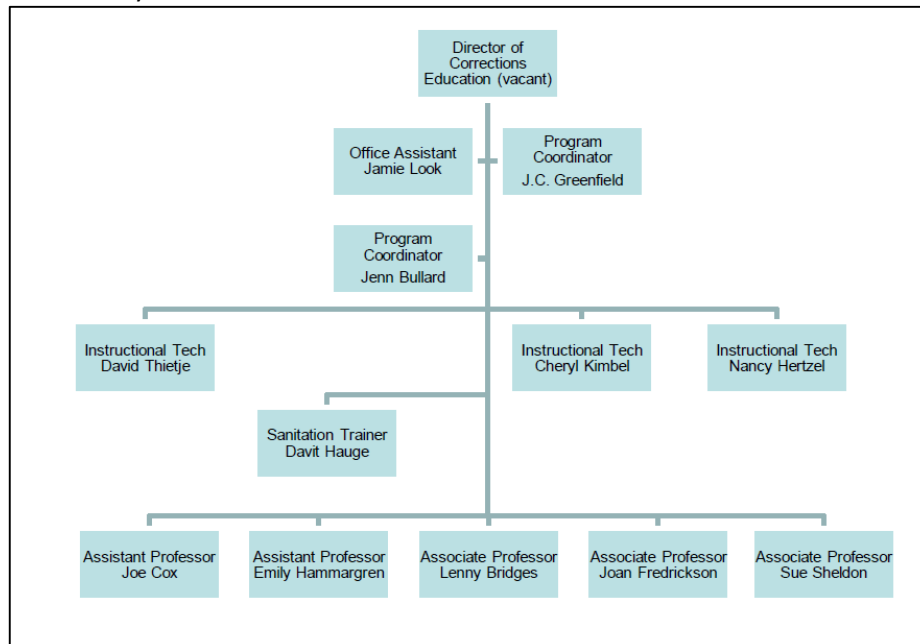 Director of
Corrections
Education (vacant)
Office Assistant
Jamie Look
Program
Coordinator
J.C. Greenfield
Program
Coordinator
Jenn Bullard
Instructional Tech
David Thietje
Instructional Tech
Cheryl Kimbel
Instructional Tech
Nancy Hertzel
Sanitation Trainer
Davit Hauge
Assistant Professor
Joe Cox
Assistant Professor
Emily Hammargren
Associate Professor
Lenny Bridges
Associate Professor
Joan Fredrickson
Associate Professor
Sue Sheldon